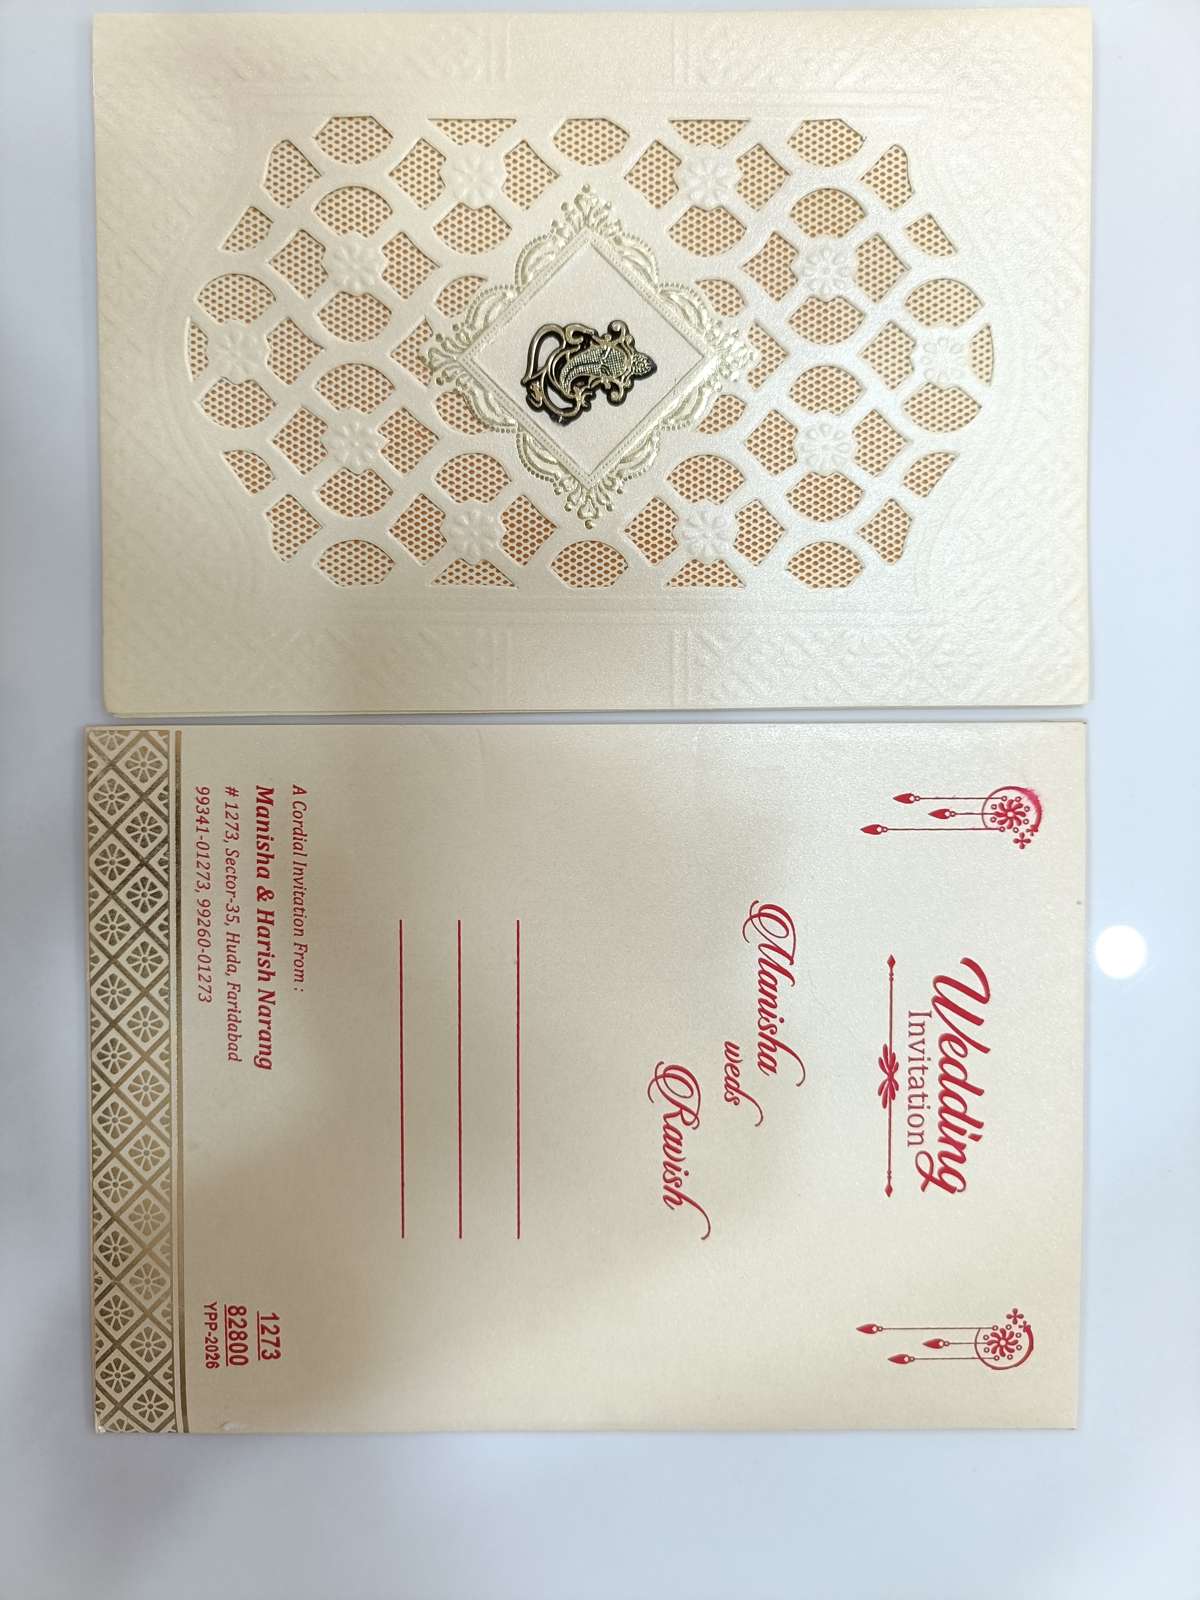 Wedding
Invitation
Manisha
weds
Ravish
A Cordial Invitation From :
Manisha & Harish Narang
# 1273, Sector-35, Huda, Faridabad
99341-01273, 99260-01273
1273
82800
YPP-2026